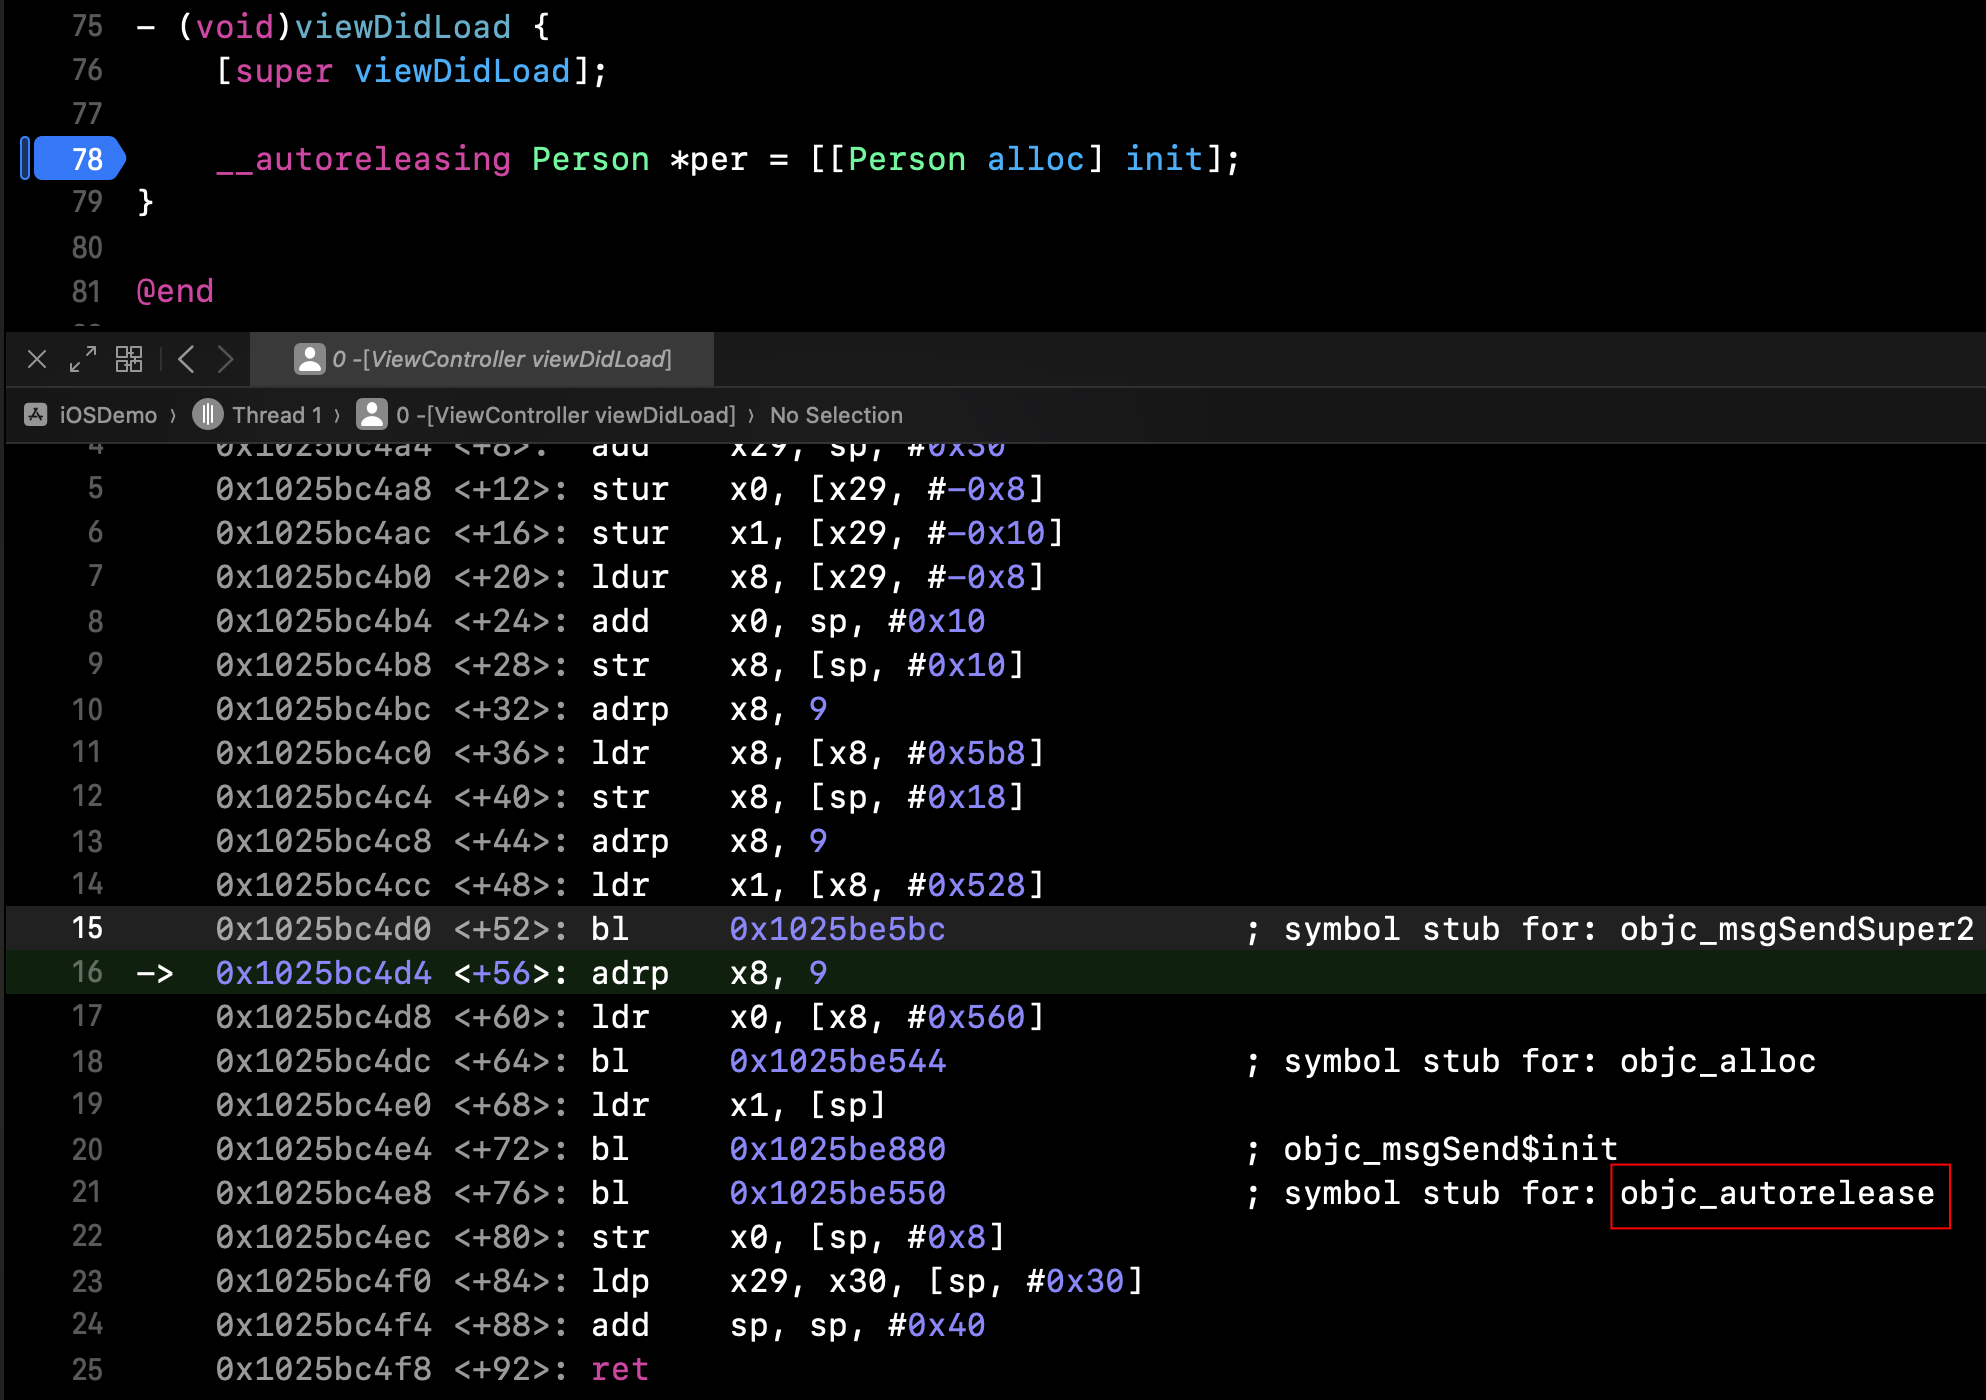 75 - (void)viewDidLoad {
76 [super viewDidLoad];
77
78 __autoreleasing Person *per = [[Person alloc] init];
79 }
80
81 @end
0 -[ViewController viewDidLoad]
iOSDemo › Thread 1 › 0 -[ViewController viewDidLoad] › No Selection
4 0x1025bc4a4 <+8>: add x29, sp, #0x30
5 0x1025bc4a8 <+12>: stur x0, [x29, #-0x8]
6 0x1025bc4ac <+16>: stur x1, [x29, #-0x10]
7 0x1025bc4b0 <+20>: ldur x8, [x29, #-0x8]
8 0x1025bc4b4 <+24>: add x0, sp, #0x10
9 0x1025bc4b8 <+28>: str x8, [sp, #0x10]
10 0x1025bc4bc <+32>: adrp x8, 9
11 0x1025bc4c0 <+36>: ldr x8, [x8, #0x5b8]
12 0x1025bc4c4 <+40>: str x8, [sp, #0x18]
13 0x1025bc4c8 <+44>: adrp x8, 9
14 0x1025bc4cc <+48>: ldr x1, [x8, #0x528]
15 0x1025bc4d0 <+52>: bl 0x1025be5bc ; symbol stub for: objc_msgSendSuper2
16 -> 0x1025bc4d4 <+56>: adrp x8, 9
17 0x1025bc4d8 <+60>: ldr x0, [x8, #0x560]
18 0x1025bc4dc <+64>: bl 0x1025be544 ; symbol stub for: objc_alloc
19 0x1025bc4e0 <+68>: ldr x1, [sp]
20 0x1025bc4e4 <+72>: bl 0x1025be880 ; objc_msgSend$init
21 0x1025bc4e8 <+76>: bl 0x1025be550 ; symbol stub for: objc_autorelease
22 0x1025bc4ec <+80>: str x0, [sp, #0x8]
23 0x1025bc4f0 <+84>: ldp x29, x30, [sp, #0x30]
24 0x1025bc4f4 <+88>: add sp, sp, #0x40
25 0x1025bc4f8 <+92>: ret